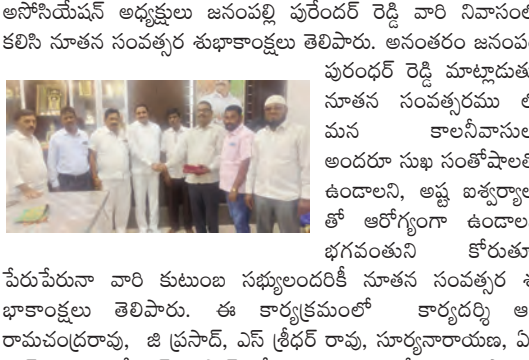 అసోసియేషన్ అధ్యక్షులు జనంపల్లి పురేందర్ రెడ్డి వారి నివాసం
కలిసి నూతన సంవత్సర శుభాకాంక్షలు తెలిపారు. అనంతరం జనంప
పురంధర్ రెడ్డి మాట్లాడుతు
నూతన సంవత్సరము
మన కాలనీవాసుల
అందరూ సుఖ సంతోషాలత
ఉండాలని, అష్ట ఐశ్వర్యాల
తో ఆరోగ్యంగా ఉండాల
భగవంతుని కోరుతూ
పేరుపేరునా వారి కుటుంబ సభ్యులందరికీ నూతన సంవత్సర శ
భాకాంక్షలు తెలిపారు. ఈ కార్యక్రమంలో కార్యదర్శి ఆ
రామచంద్రరావు, జి ప్రసాద్, ఎస్ శ్రీధర్ రావు, సూర్యనారాయణ, ఏ